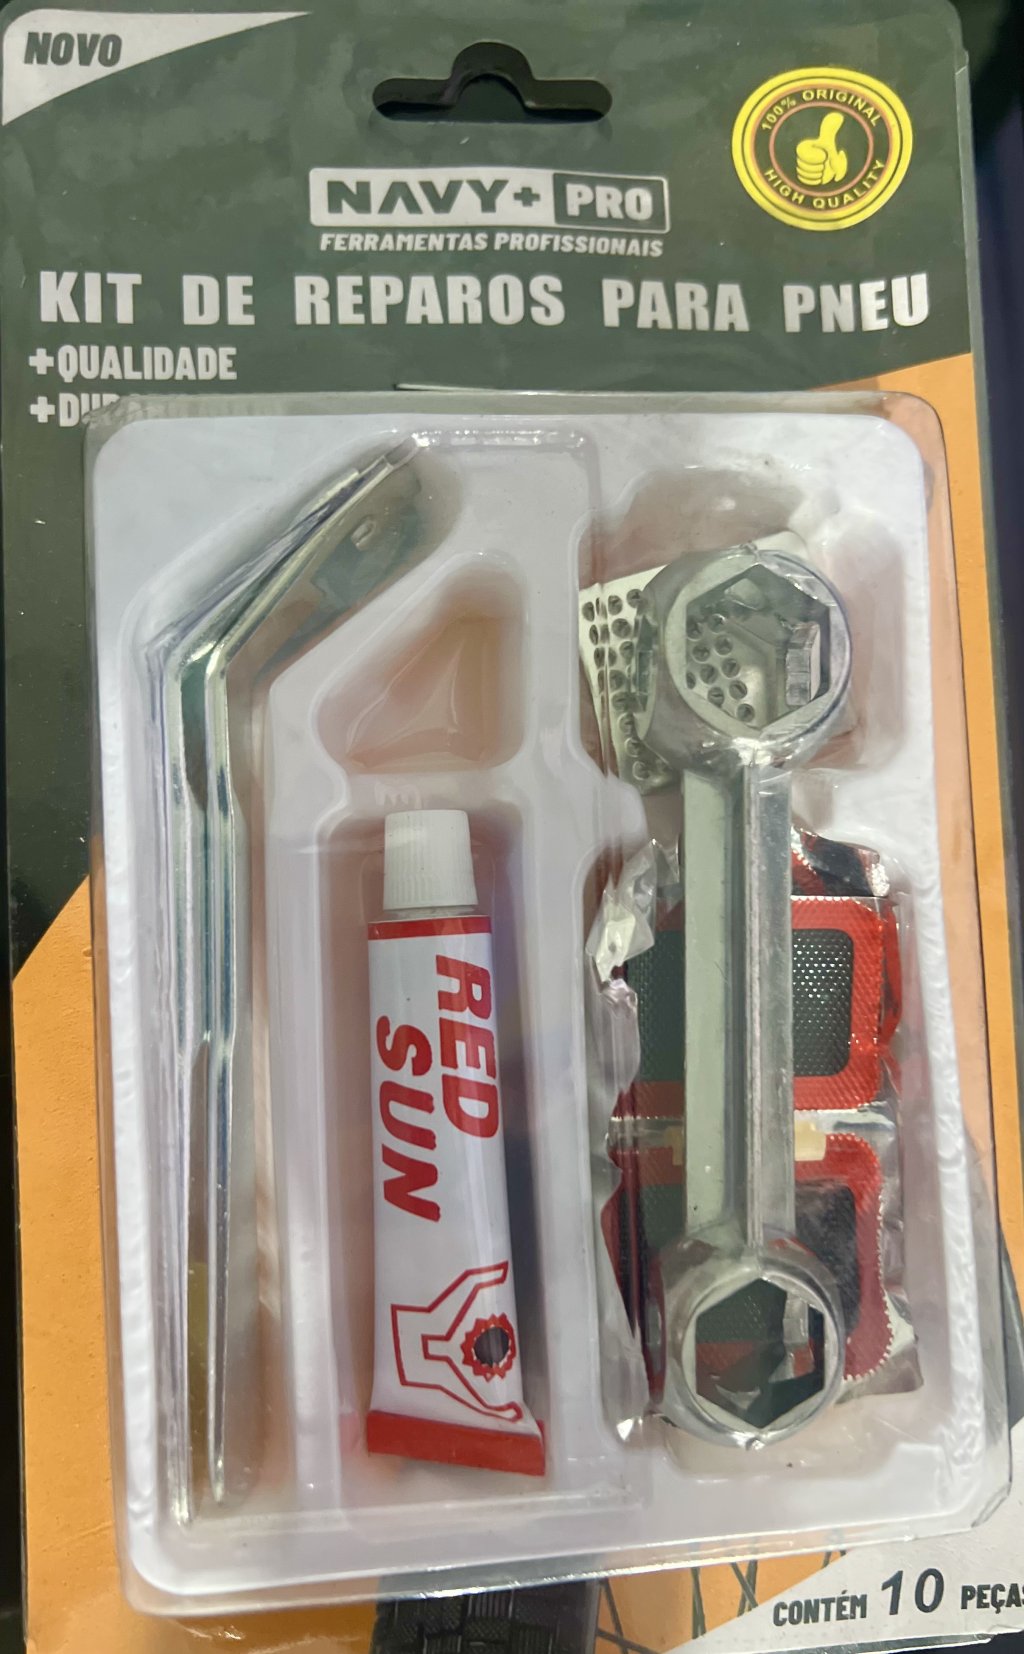 NOVO
100% ORIGINAL
HIGH QUALITY
NAVY+ PRO
FERRAMENTAS PROFISSIONAIS
KIT DE REPAROS PARA PNEU
+QUALIDADE
RED
SUN
CONTÉM 10 PEÇAS